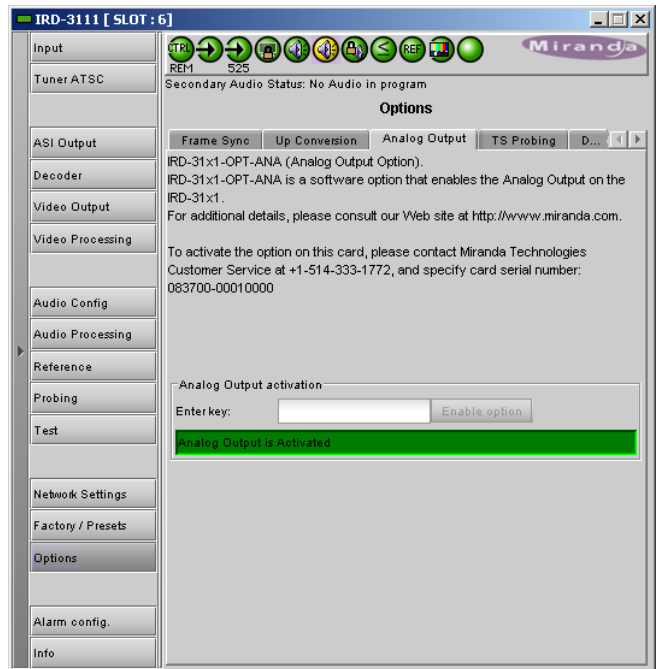 IRD-3111 [ SLOT : 6]
Input
Tuner ATSC
ASI Output
Decoder
Video Output
Video Processing
Audio Config
Audio Processing
Reference
Probing
Test
Network Settings
Factory / Presets
Options
Alarm config.
Info
CTRL
REF
Miranda
REM
525
Secondary Audio Status: No Audio in program
Options
Frame Sync
Up Conversion
Analog Output
TS Probing
D...
IRD-31x1-OPT-ANA (Analog Output Option).
IRD-31x1-OPT-ANA is a software option that enables the Analog Output on the
IRD-31x1.
For additional details, please consult our Web site at http://www.miranda.com.
To activate the option on this card, please contact Miranda Technologies
Customer Service at +1-514-333-1772, and specify card serial number:
083700-00010000
Analog Output activation
Enter key:
Enable option
Analog Output is Activated